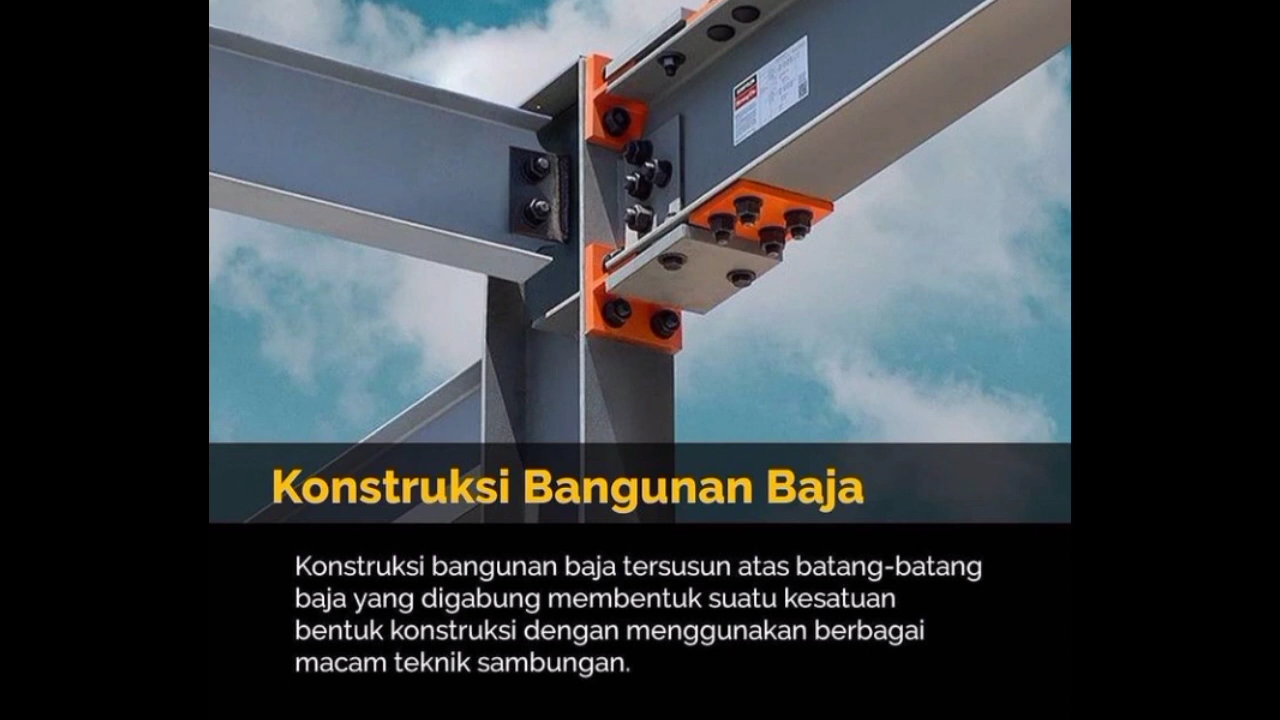 Konstruksi Bangunan Baja
Konstruksi bangunan baja tersusun atas batang-batang
baja yang digabung membentuk suatu kesatuan
bentuk konstruksi dengan menggunakan berbagai
macam teknik sambungan.